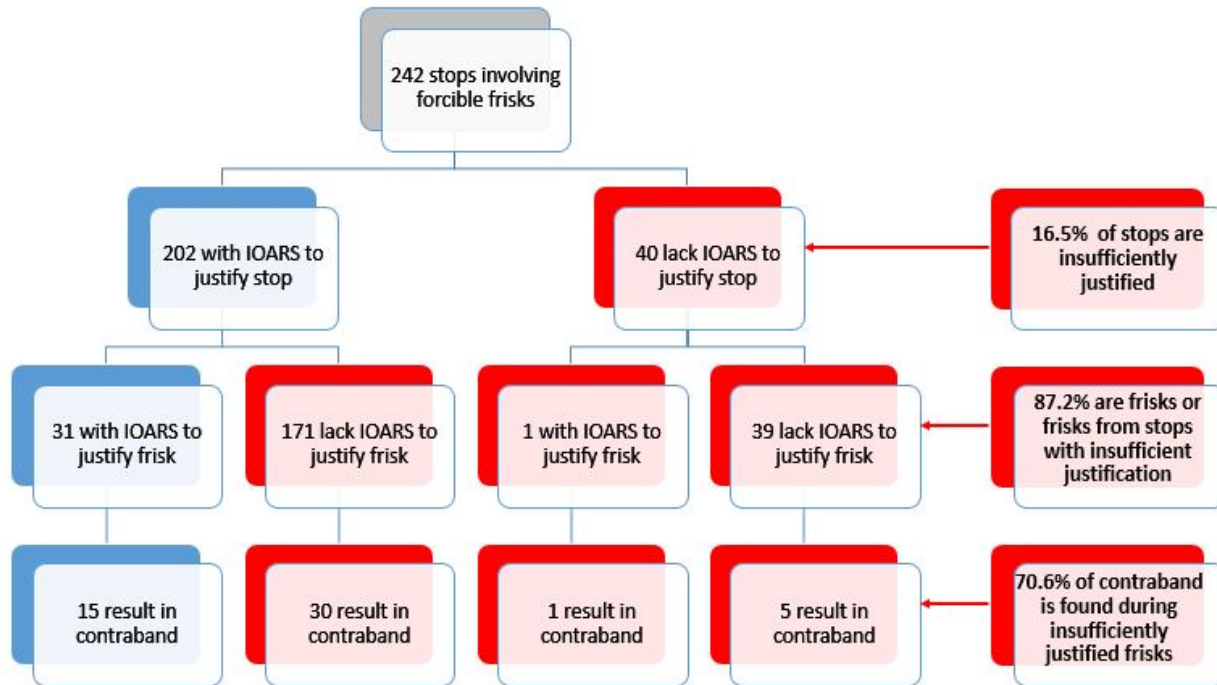 242 stops involving
forcible frisks
202 with IOARS to
justify stop
40 lack IOARS to
justify stop
16.5% of stops are
insufficiently
justified
31 with IOARS to
justify frisk
171 lack IOARS to
justify frisk
1 with IOARS to
justify frisk
39 lack IOARS to
justify frisk
87.2% are frisks or
frisks from stops
with insufficient
justification
15 result in
contraband
30 result in
contraband
1 result in
contraband
5 result in
contraband
70.6% of contraband
is found during
insufficiently
justified frisks